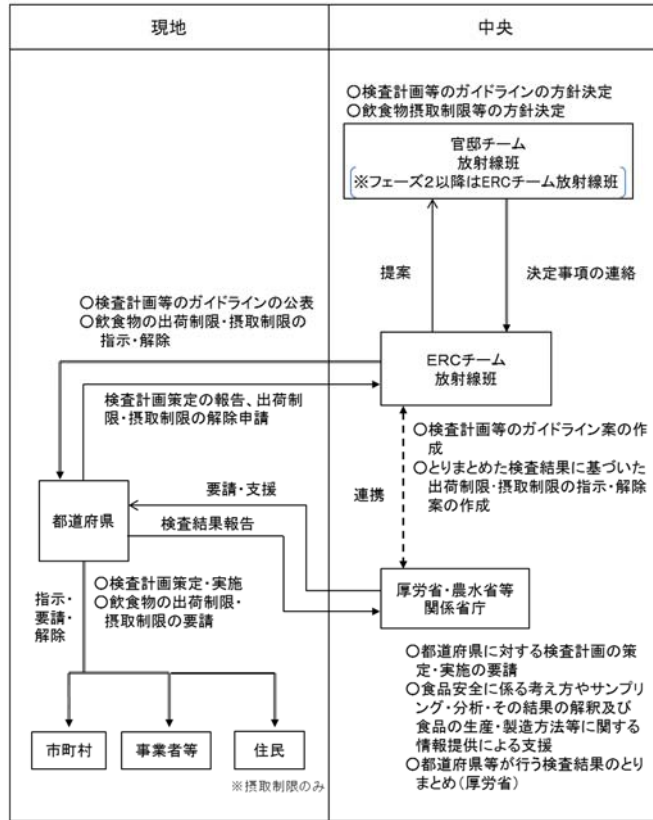 現地
中央
○検査計画等のガイドラインの方針決定
○飲食物摂取制限等の方針決定
官邸チーム
放射線班
※フェーズ2以降はERCチーム放射線班
提案
決定事項の連絡
○検査計画等のガイドラインの公表
○飲食物の出荷制限・摂取制限の
指示・解除
ERCチーム
放射線班
検査計画策定の報告、出荷制
限・摂取制限の解除申請
○検査計画等のガイドライン案の作
成
○とりまとめた検査結果に基づいた
出荷制限・摂取制限の指示・解除
案の作成
連携
要請・支援
都道府県
検査結果報告
厚労省・農水省等
関係省庁
指示・
要請・
解除
○検査計画策定・実施
○飲食物の出荷制限・
摂取制限の要請
○都道府県に対する検査計画の策
定・実施の要請
○食品安全に係る考え方やサンプリ
ング・分析・その結果の解釈及び
食品の生産・製造方法等に関する
情報提供による支援
○都道府県等が行う検査結果のとり
まとめ(厚労省)
市町村
事業者等
住民
※摂取制限のみ